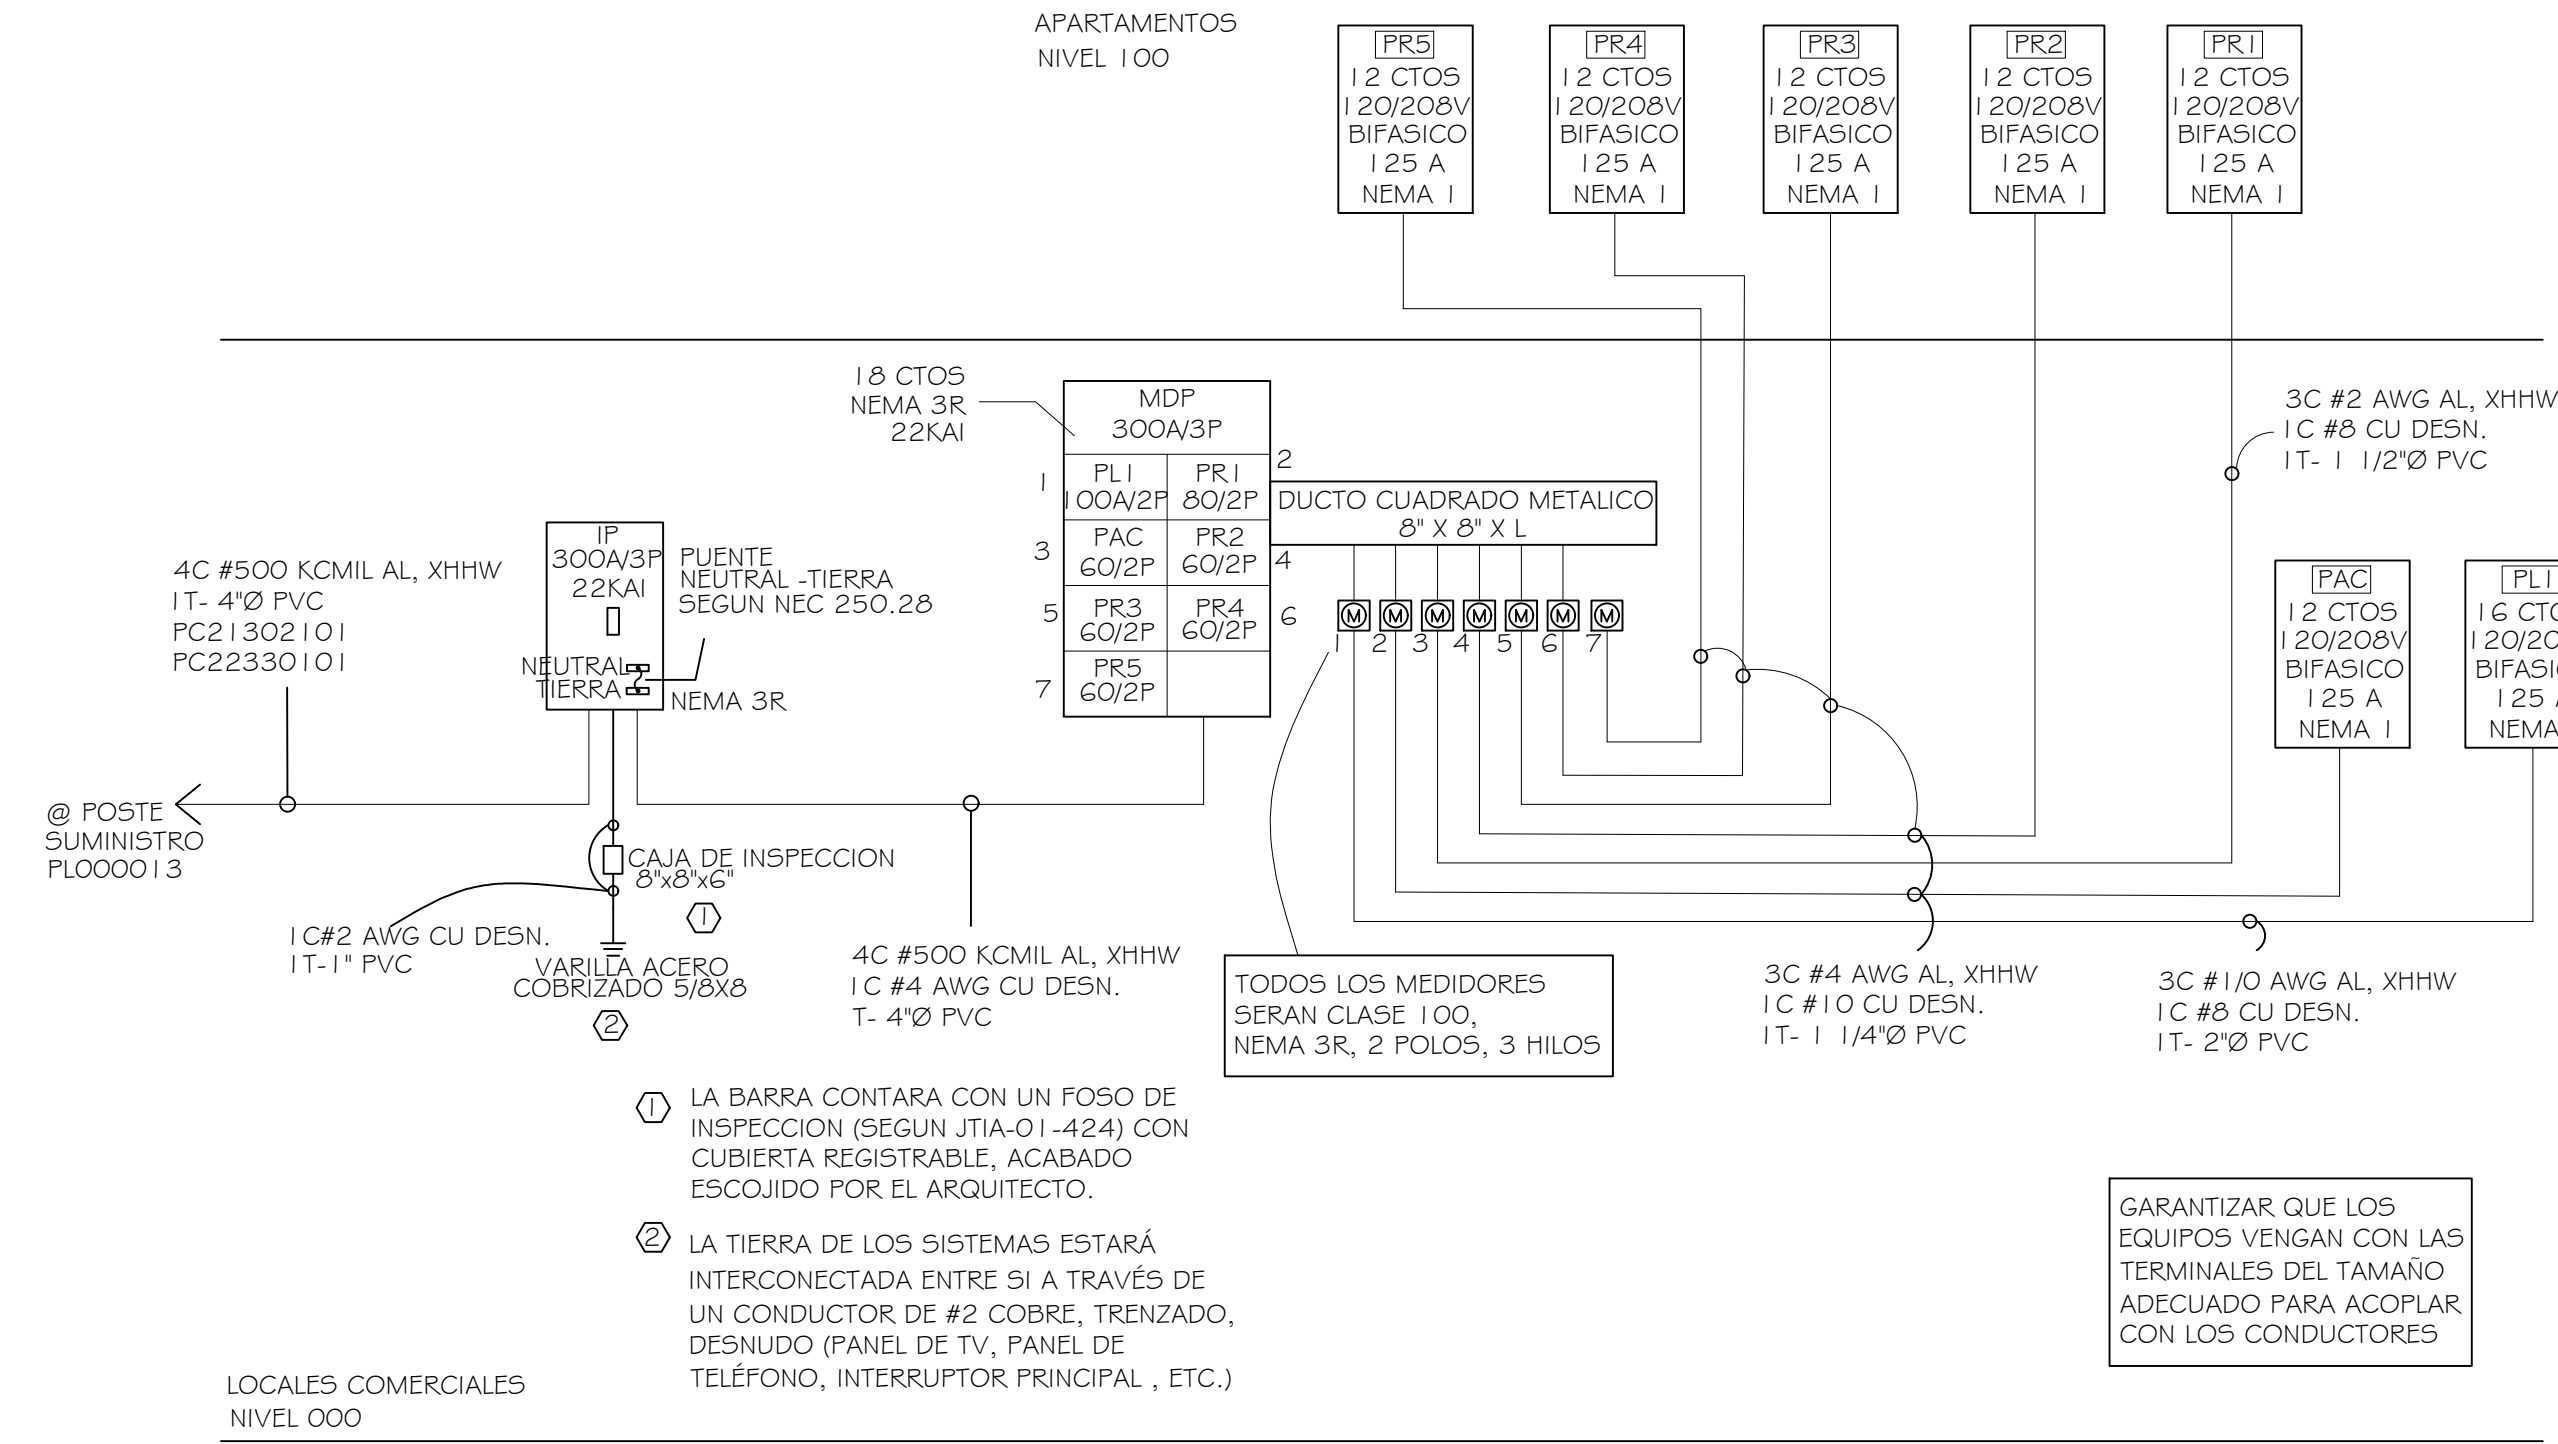 APARTAMENTOS
NIVEL 100
PR5
12 CTOS
120/208V
BIFASICO
125 A
NEMA 1
PR4
12 CTOS
120/208V
BIFASICO
125 A
NEMA 1
PR3
12 CTOS
120/208V
BIFASICO
125 A
NEMA 1
PR2
12 CTOS
120/208V
BIFASICO
125 A
NEMA 1
PR1
12 CTOS
120/208V
BIFASICO
125 A
NEMA 1
18 CTOS
NEMA 3R
22KAI
MDP
300A/3P
1
PL1
100A/2P
PR1
80/2P
2
3
PAC
60/2P
PR2
60/2P
4
5
PR3
60/2P
PR4
60/2P
6
7
PR5
60/2P
DUCTO CUADRADO METALICO
8" X 8" X L
M M M M M M M
1 2 3 4 5 6 7
3C #2 AWG AL, XHHW
1C #8 CU DESN.
1T- 1 1/2"Ø PVC
4C #500 KCMIL AL, XHHW
1T- 4"Ø PVC
PC21302101
PC22330101
IP
300A/3P
22KAI
NEUTRAL
TIERRA
PUENTE
NEUTRAL -TIERRA
SEGUN NEC 250.28
NEMA 3R
PAC
12 CTOS
120/208V
BIFASICO
125 A
NEMA 1
PL1
16 CTO
120/20
BIFASI
125
NEMA
@ POSTE
SUMINISTRO
PL000013
CAJA DE INSPECCION
8"x8"x6"
1
1C#2 AWG CU DESN.
1T-1" PVC
VARILLA ACERO
COBRIZADO 5/8X8
2
4C #500 KCMIL AL, XHHW
1C #4 AWG CU DESN.
T- 4"Ø PVC
TODOS LOS MEDIDORES
SERAN CLASE 100,
NEMA 3R, 2 POLOS, 3 HILOS
3C #4 AWG AL, XHHW
1C #10 CU DESN.
1T- 1 1/4"Ø PVC
3C #1/0 AWG AL, XHHW
1C #8 CU DESN.
1T- 2"Ø PVC
1 LA BARRA CONTARA CON UN FOSO DE
INSPECCION (SEGUN JTIA-01-424) CON
CUBIERTA REGISTRABLE, ACABADO
ESCOJIDO POR EL ARQUITECTO.
2 LA TIERRA DE LOS SISTEMAS ESTARÁ
INTERCONECTADA ENTRE SI A TRAVÉS DE
UN CONDUCTOR DE #2 COBRE, TRENZADO,
DESNUDO (PANEL DE TV, PANEL DE
TELÉFONO, INTERRUPTOR PRINCIPAL , ETC.)
GARANTIZAR QUE LOS
EQUIPOS VENGAN CON LAS
TERMINALES DEL TAMAÑO
ADECUADO PARA ACOPLAR
CON LOS CONDUCTORES
LOCALES COMERCIALES
NIVEL 000